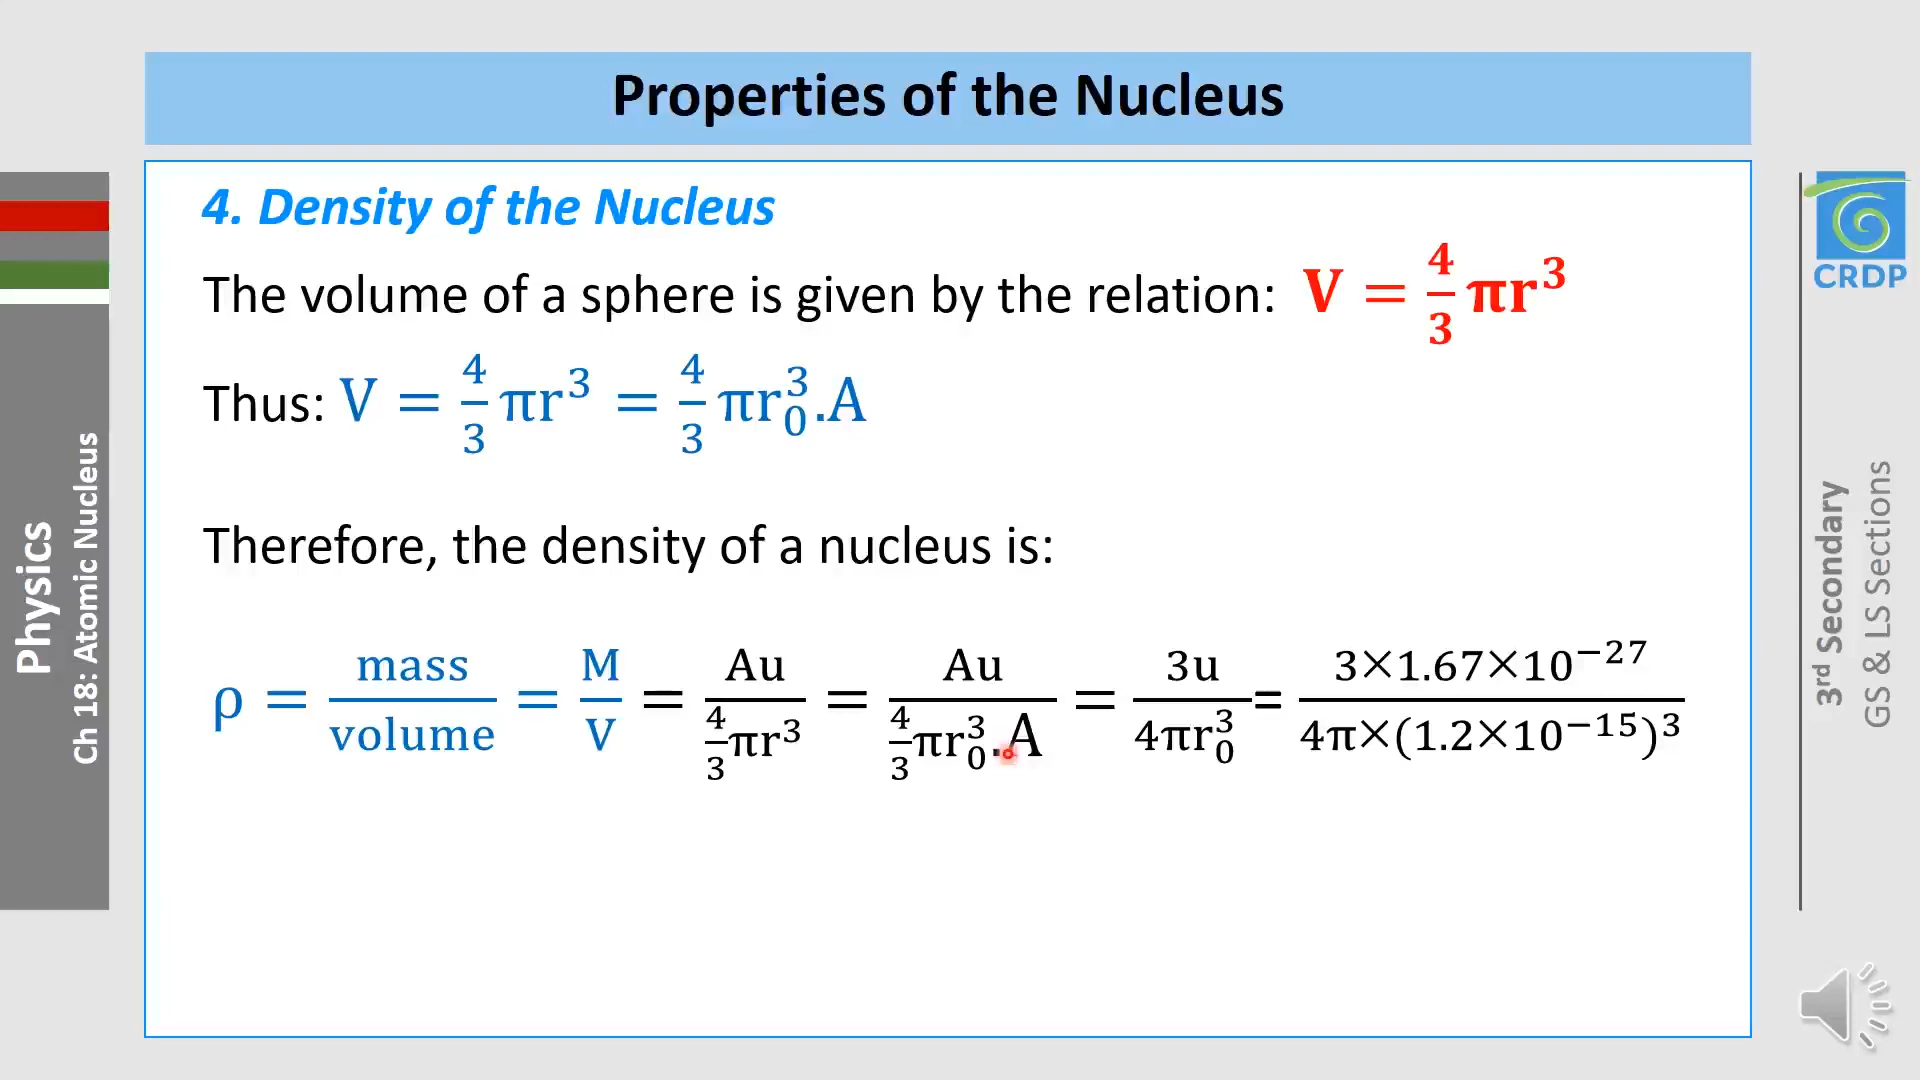 Properties of the Nucleus
4. Density of the Nucleus
The volume of a sphere is given by the relation: V = 4/3 πr³
Thus: V = 4/3 πr³ = 4/3 πr₀³.A
Therefore, the density of a nucleus is:
ρ = mass/volume = M/V = Au/(4/3 πr³) = Au/(4/3 πr₀³.A) = 3u/(4πr₀³) = (3×1.67×10⁻²⁷)/(4π×(1.2×10⁻¹⁵)³)
Physics
Ch 18: Atomic Nucleus
CRDP
3rd Secondary
GS & LS Sections